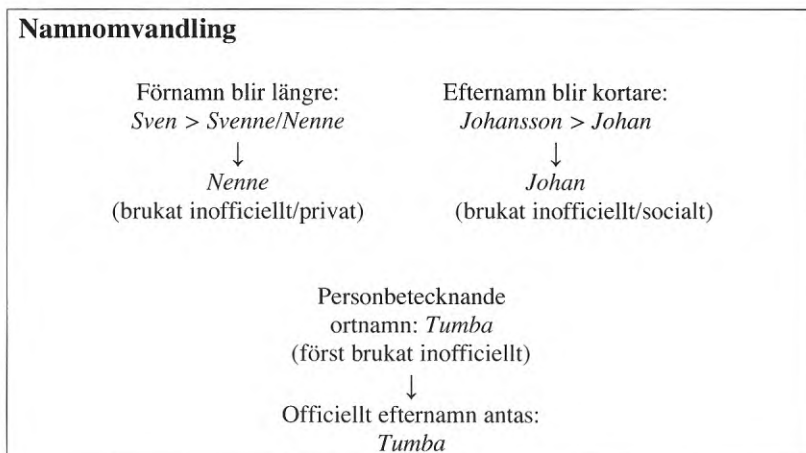 Namnomvandling
Förnamn blir längre:
Sven > Svenne/Nenne
↓
Nenne
(brukat inofficiellt/privat)
Efternamn blir kortare:
Johansson > Johan
↓
Johan
(brukat inofficiellt/socialt)
Personbetecknande
ortnamn: Tumba
(först brukat inofficiellt)
↓
Officiellt efternamn antas:
Tumba